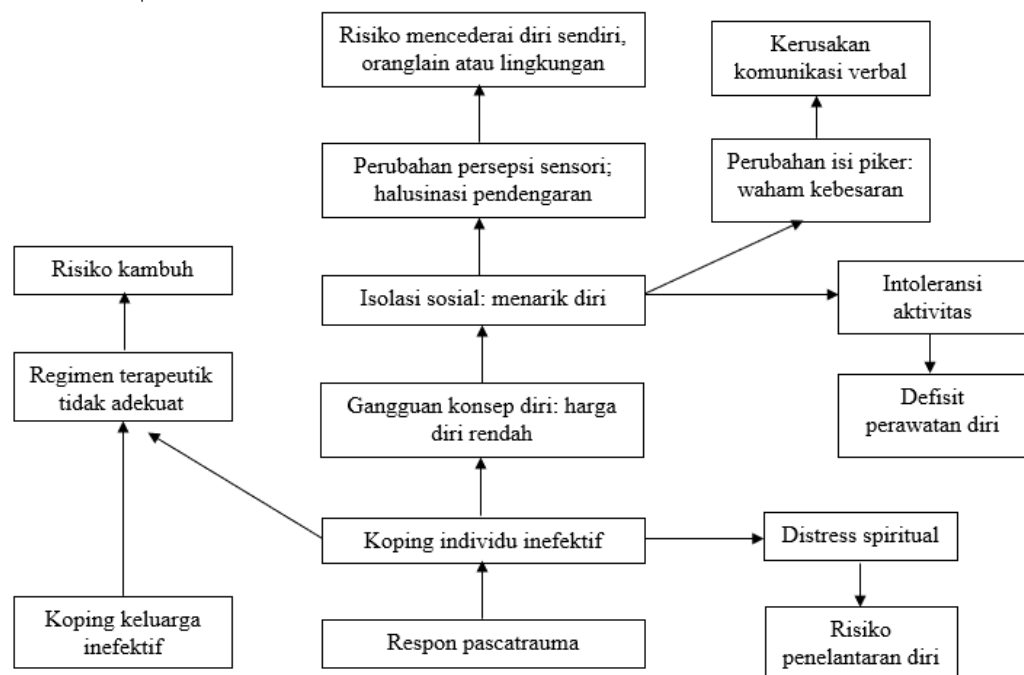 Risiko mencederai diri sendiri,
oranglain atau lingkungan
Kerusakan
komunikasi verbal
Perubahan persepsi sensori;
halusinasi pendengaran
Perubahan isi piker:
waham kebesaran
Risiko kambuh
Isolasi sosial: menarik diri
Intoleransi
aktivitas
Regimen terapeutik
tidak adekuat
Gangguan konsep diri: harga
diri rendah
Defisit
perawatan diri
Koping individu inefektif
Distress spiritual
Koping keluarga
inefektif
Respon pascatrauma
Risiko
penelantaran diri